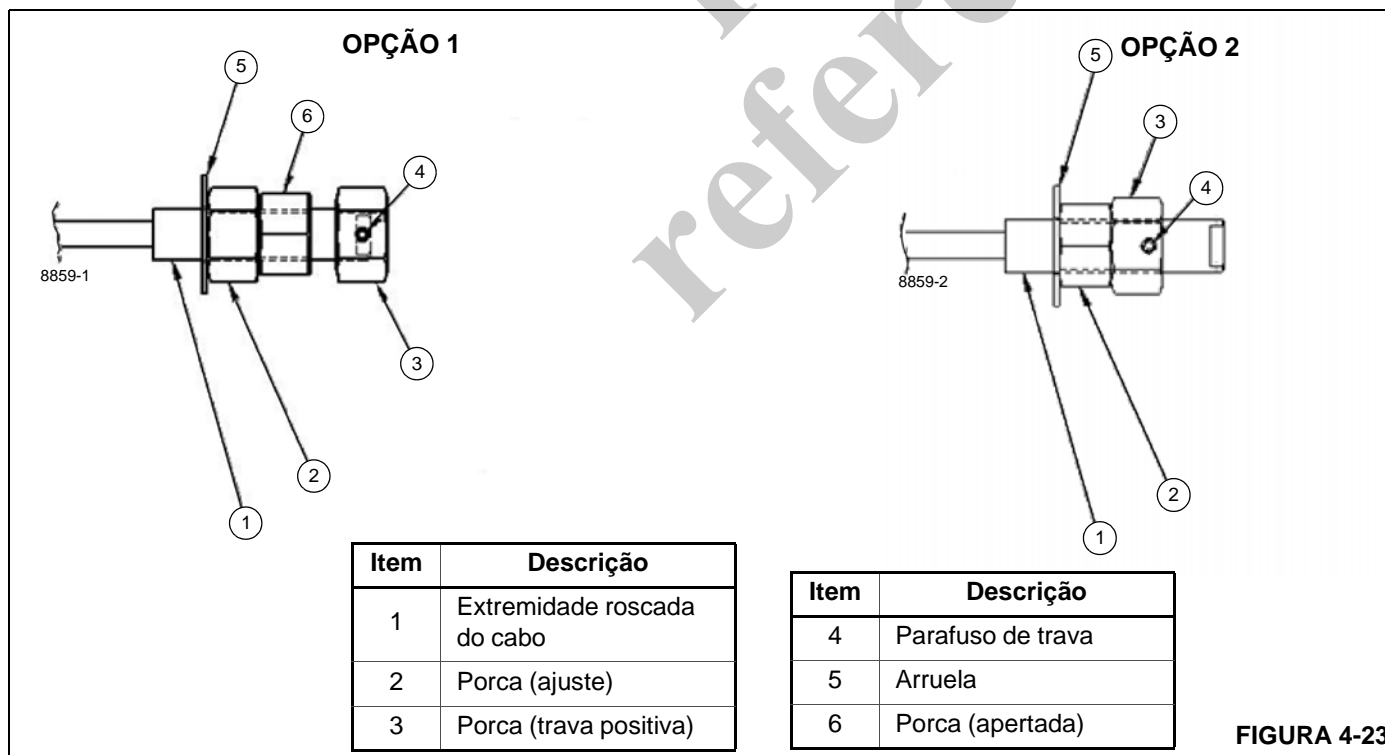 refere
OPÇÃO 1
5
6
4
8859-1
3
2
1
OPÇÃO 2
5
3
4
8859-2
2
1
Item Descrição
1 Extremidade roscada
do cabo
2 Porca (ajuste)
3 Porca (trava positiva)
Item Descrição
4 Parafuso de trava
5 Arruela
6 Porca (apertada)
FIGURA 4-23